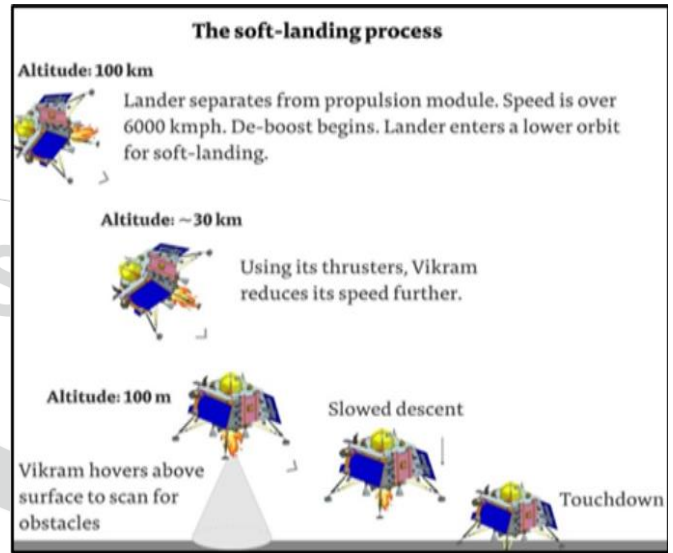 The soft-landing process
Altitude: 100 km
Lander separates from propulsion module. Speed is over
6000 kmph. De-boost begins. Lander enters a lower orbit
for soft-landing.
Altitude: ~30 km
Using its thrusters, Vikram
reduces its speed further.
Altitude: 100 m
Vikram hovers above
surface to scan for
obstacles
Slowed descent
Touchdown